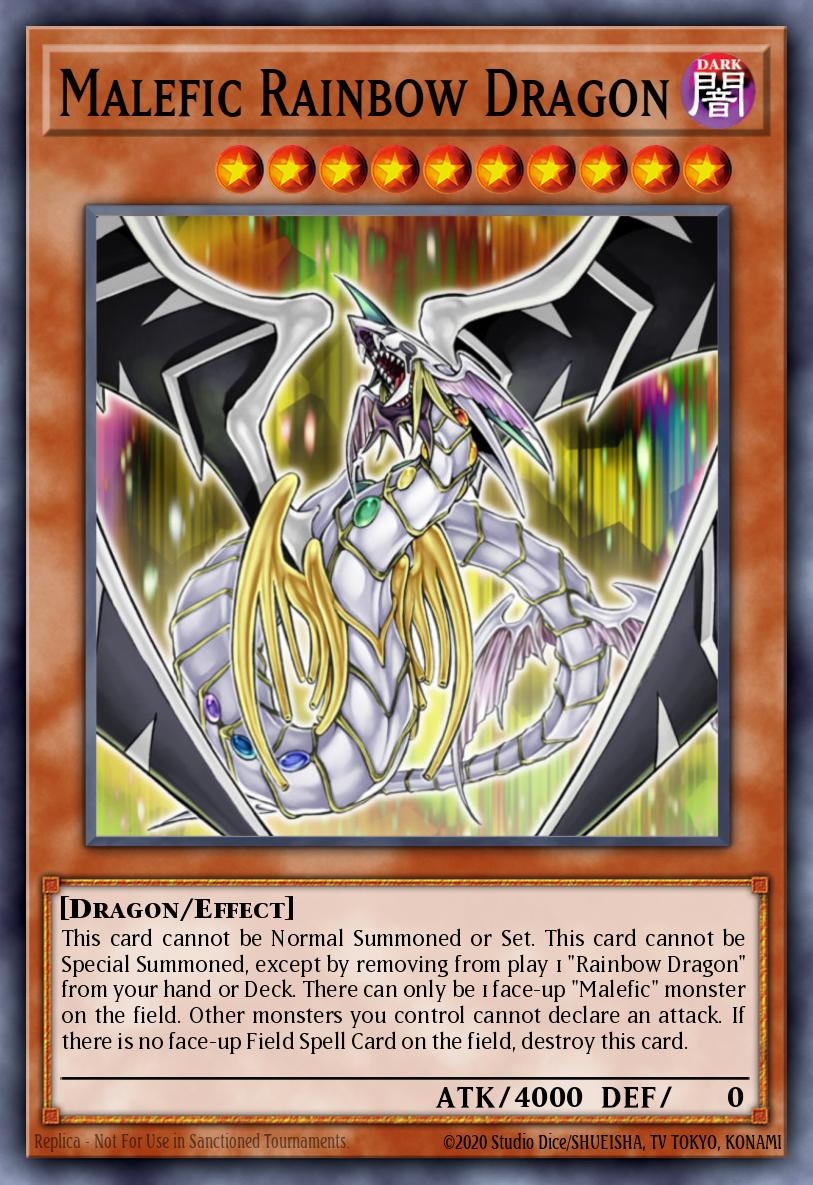 Malefic Rainbow Dragon
DARK
闇
[Dragon/Effect]
This card cannot be Normal Summoned or Set. This card cannot be
Special Summoned, except by removing from play 1 "Rainbow Dragon"
from your hand or Deck. There can only be 1 face-up "Malefic" monster
on the field. Other monsters you control cannot declare an attack. If
there is no face-up Field Spell Card on the field, destroy this card.
ATK/4000 DEF/ 0
Replica - Not For Use in Sanctioned Tournaments.
©2020 Studio Dice/SHUEISHA, TV TOKYO, KONAMI